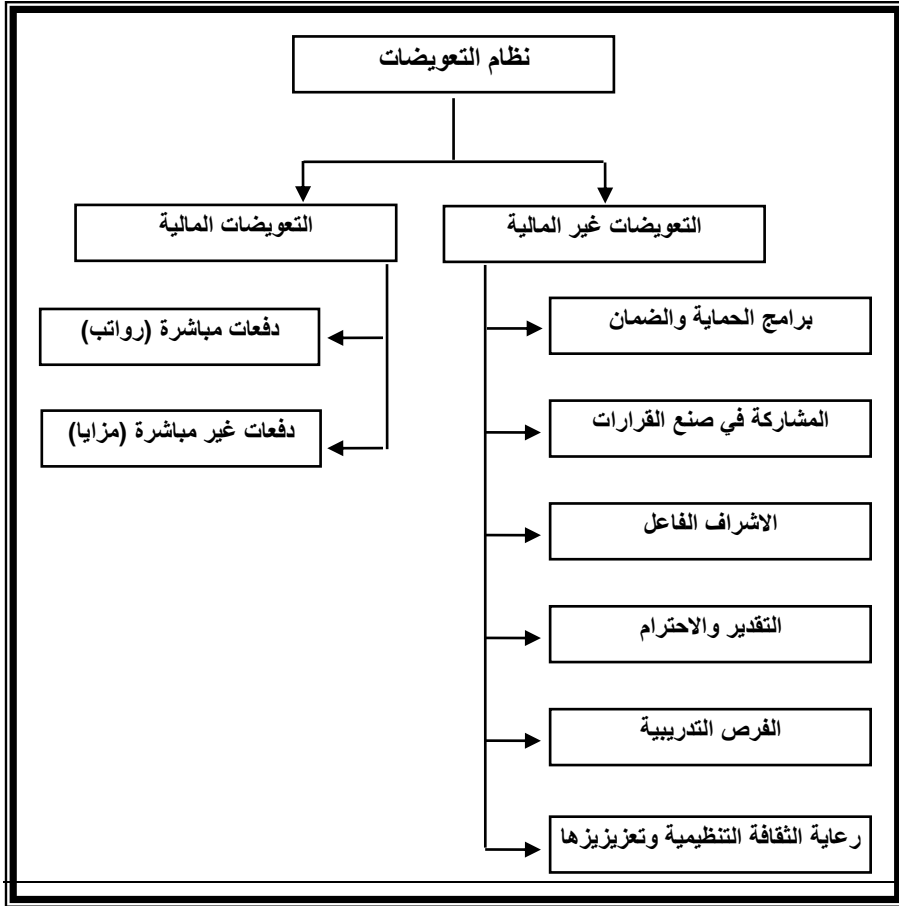 نظام التعويضات
التعويضات غير المالية
التعويضات المالية
برامج الحماية والضمان
المشاركة في صنع القرارات
الاشراف الفاعل
التقدير والاحترام
الفرص التدريبية
رعاية الثقافة التنظيمية وتعزيزيزها
دفعات مباشرة (رواتب)
دفعات غير مباشرة (مزايا)